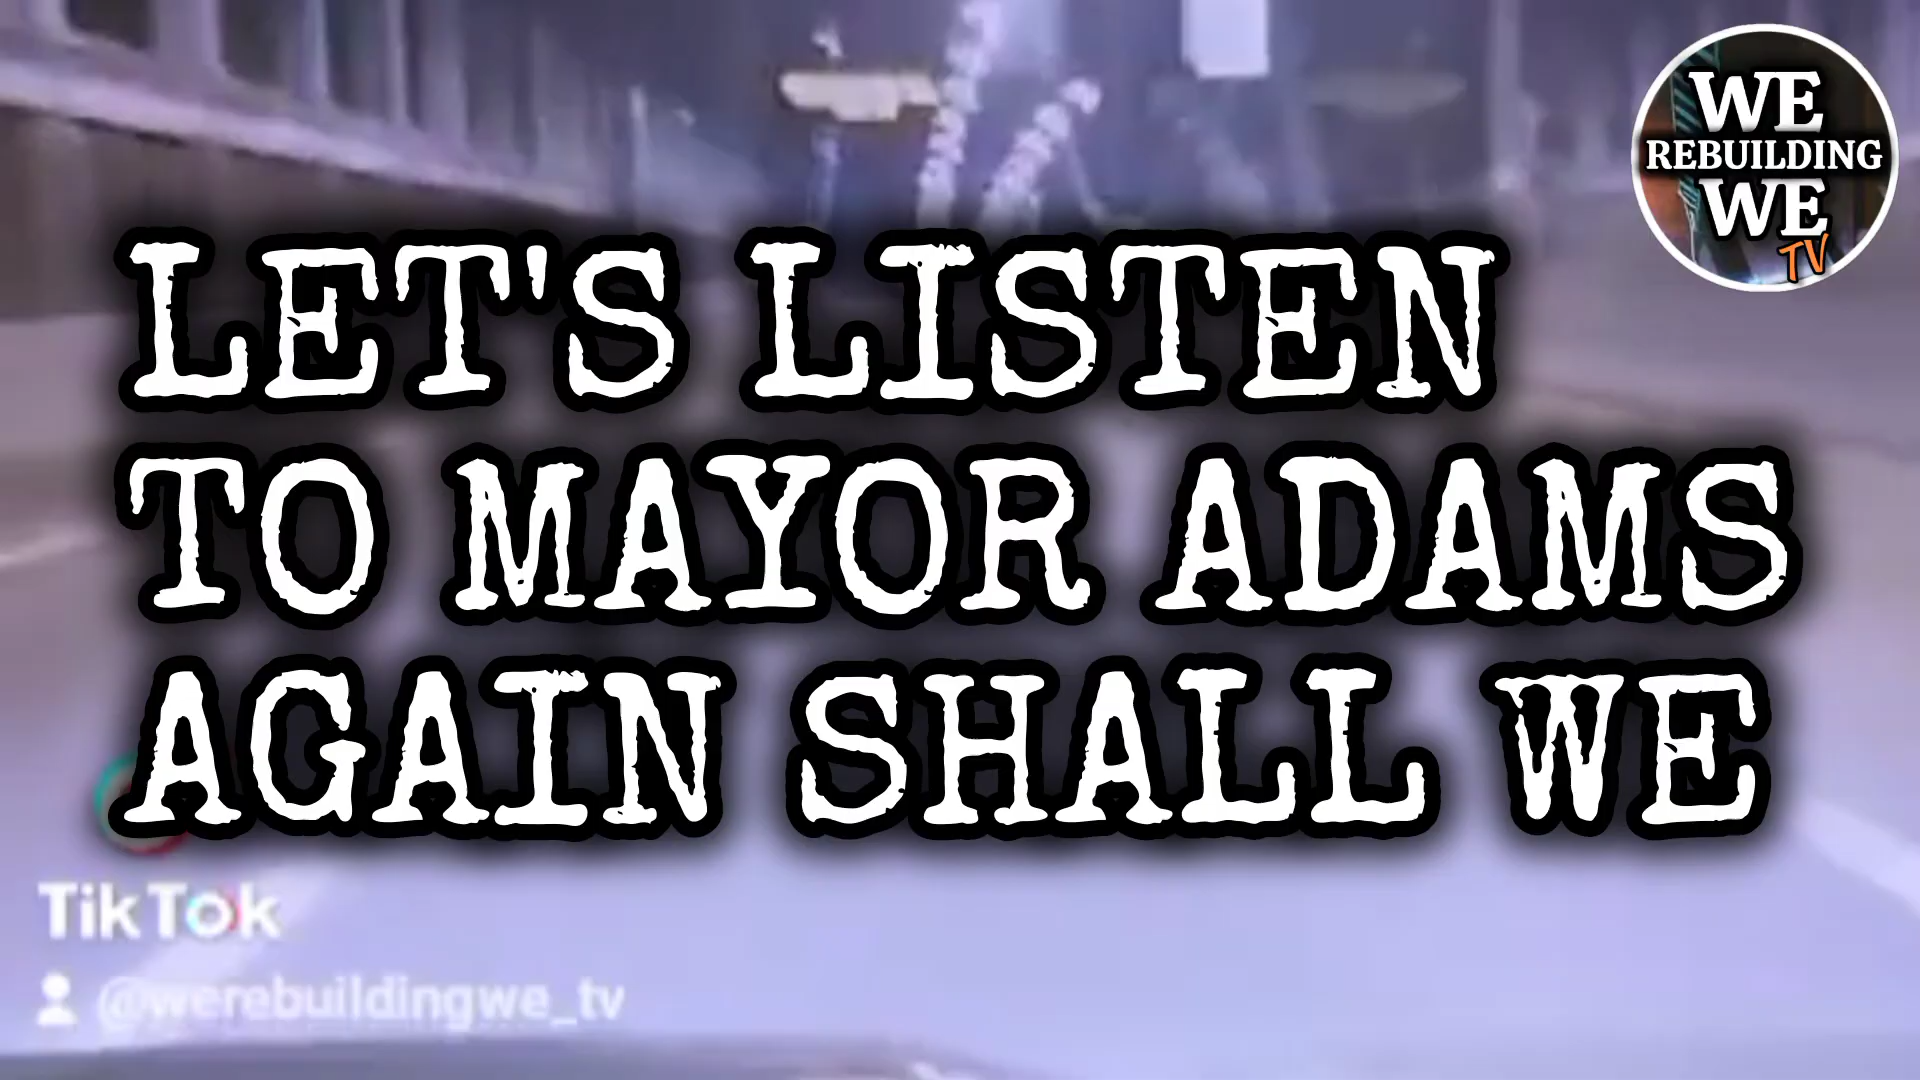 WE
REBUILDING
WE
TV
LET'S LISTEN
TO MAYOR ADAMS
AGAIN SHALL WE
TikTok
@werebuildingwe_tv